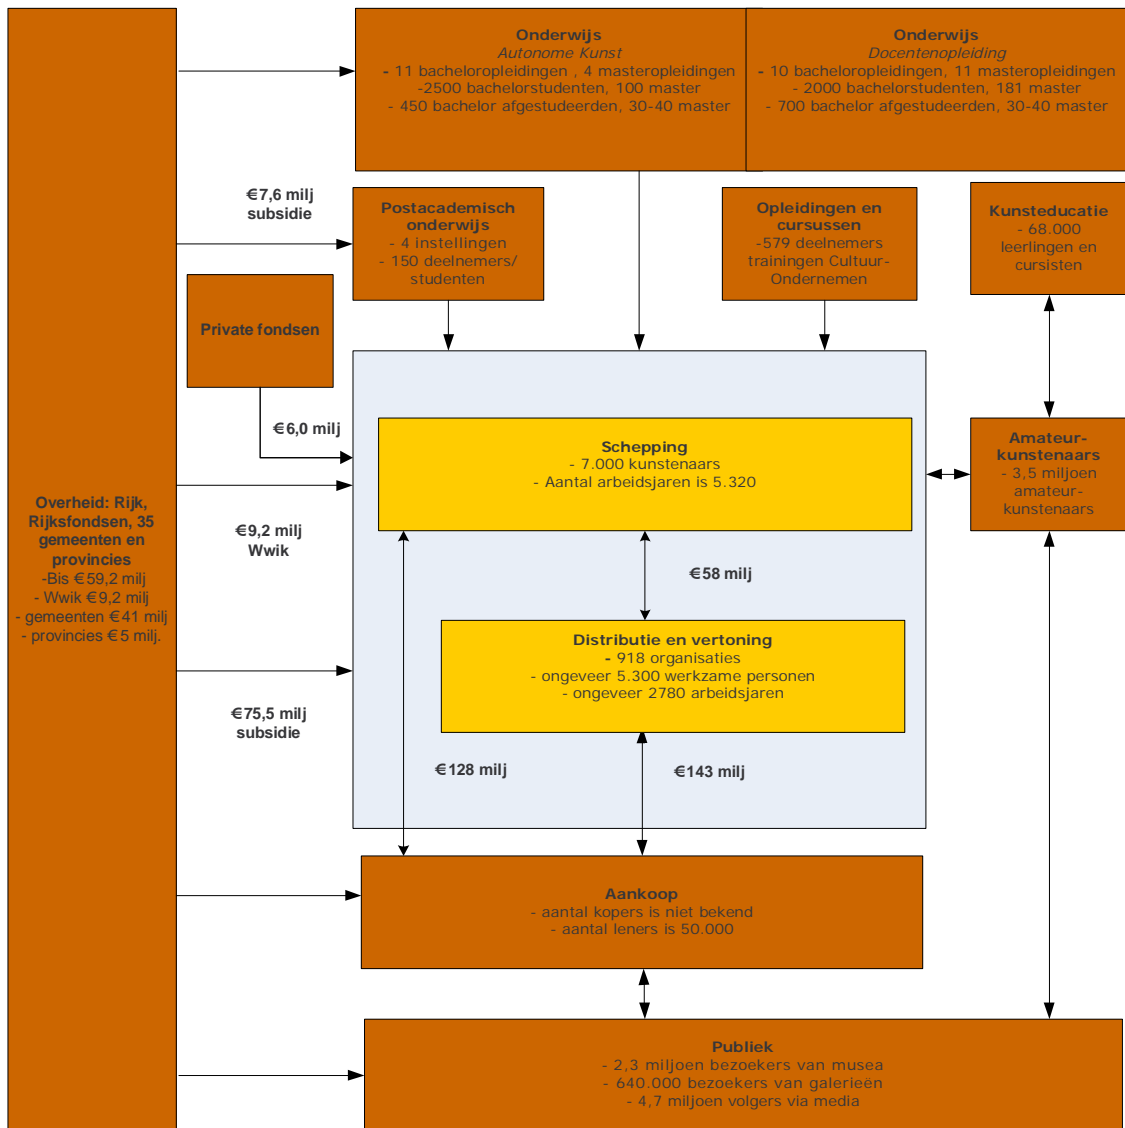 Onderwijs
Autonome Kunst
- 11 bacheloropleidingen , 4 masteropleidingen
-2500 bachelorstudenten, 100 master
- 450 bachelor afgestudeerden, 30-40 master
Onderwijs
Docentenopleiding
- 10 bacheloropleidingen, 11 masteropleidingen
- 2000 bachelorstudenten, 181 master
- 700 bachelor afgestudeerden, 30-40 master
€7,6 milj
subsidie
Postacademisch
onderwijs
- 4 instellingen
- 150 deelnemers/
studenten
Opleidingen en
cursussen
-579 deelnemers
trainingen Cultuur-
Ondernemen
Kunsteducatie
- 68.000
leerlingen en
cursisten
Private fondsen
€6,0 milj
Schepping
- 7.000 kunstenaars
- Aantal arbeidsjaren is 5.320
Amateur-
kunstenaars
- 3,5 miljoen
amateur-
kunstenaars
Overheid: Rijk,
Rijksfondsen, 35
gemeenten en
provincies
-Bis €59,2 milj
- Wwik €9,2 milj
- gemeenten €41 milj
- provincies €5 milj.
€9,2 milj
Wwik
€58 milj
Distributie en vertoning
- 918 organisaties
- ongeveer 5.300 werkzame personen
- ongeveer 2780 arbeidsjaren
€75,5 milj
subsidie
€128 milj
€143 milj
Aankoop
- aantal kopers is niet bekend
- aantal leners is 50.000
Publiek
- 2,3 miljoen bezoekers van musea
- 640.000 bezoekers van galerieën
- 4,7 miljoen volgers via media